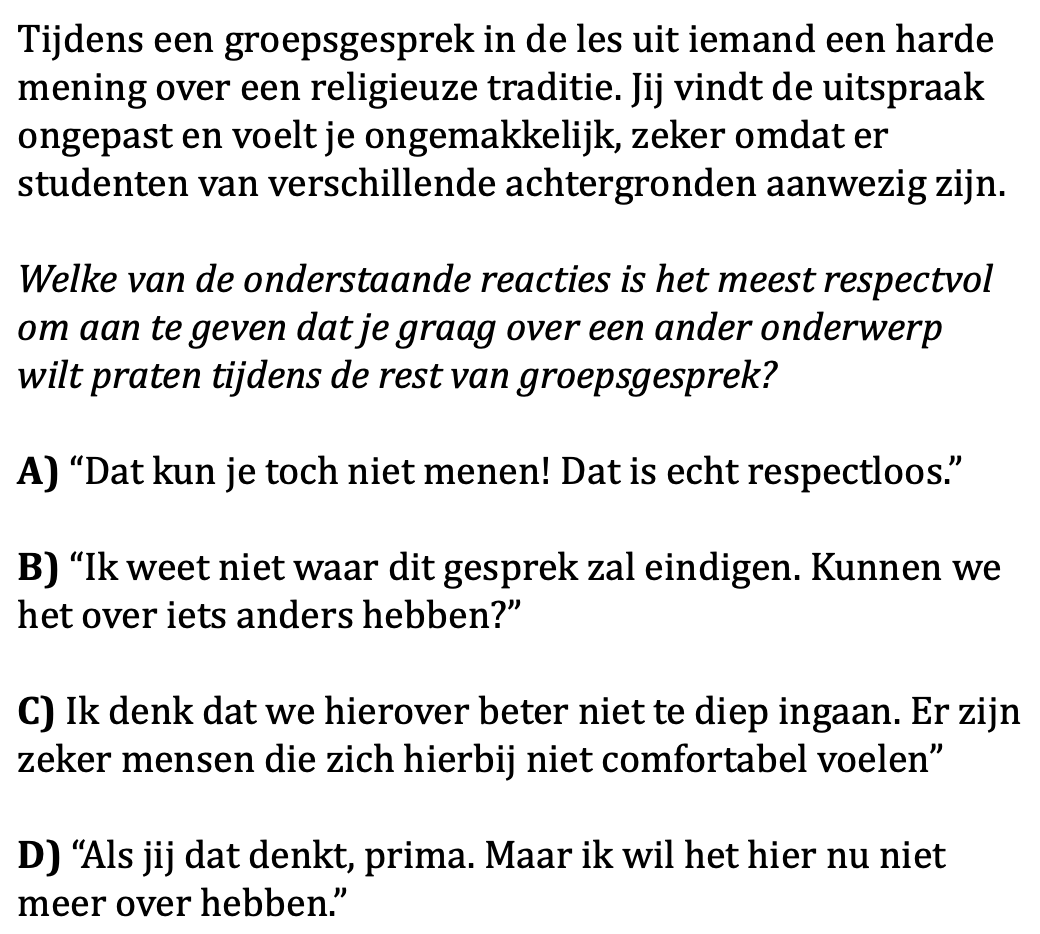 Tijdens een groepsgesprek in de les uit iemand een harde
mening over een religieuze traditie. Jij vindt de uitspraak
ongepast en voelt je ongemakkelijk, zeker omdat er
studenten van verschillende achtergronden aanwezig zijn.
Welke van de onderstaande reacties is het meest respectvol
om aan te geven dat je graag over een ander onderwerp
wilt praten tijdens de rest van groepsgesprek?
A) “Dat kun je toch niet menen! Dat is echt respectloos.”
B) “Ik weet niet waar dit gesprek zal eindigen. Kunnen we
het over iets anders hebben?”
C) Ik denk dat we hierover beter niet te diep ingaan. Er zijn
zeker mensen die zich hierbij niet comfortabel voelen”
D) “Als jij dat denkt, prima. Maar ik wil het hier nu niet
meer over hebben.”